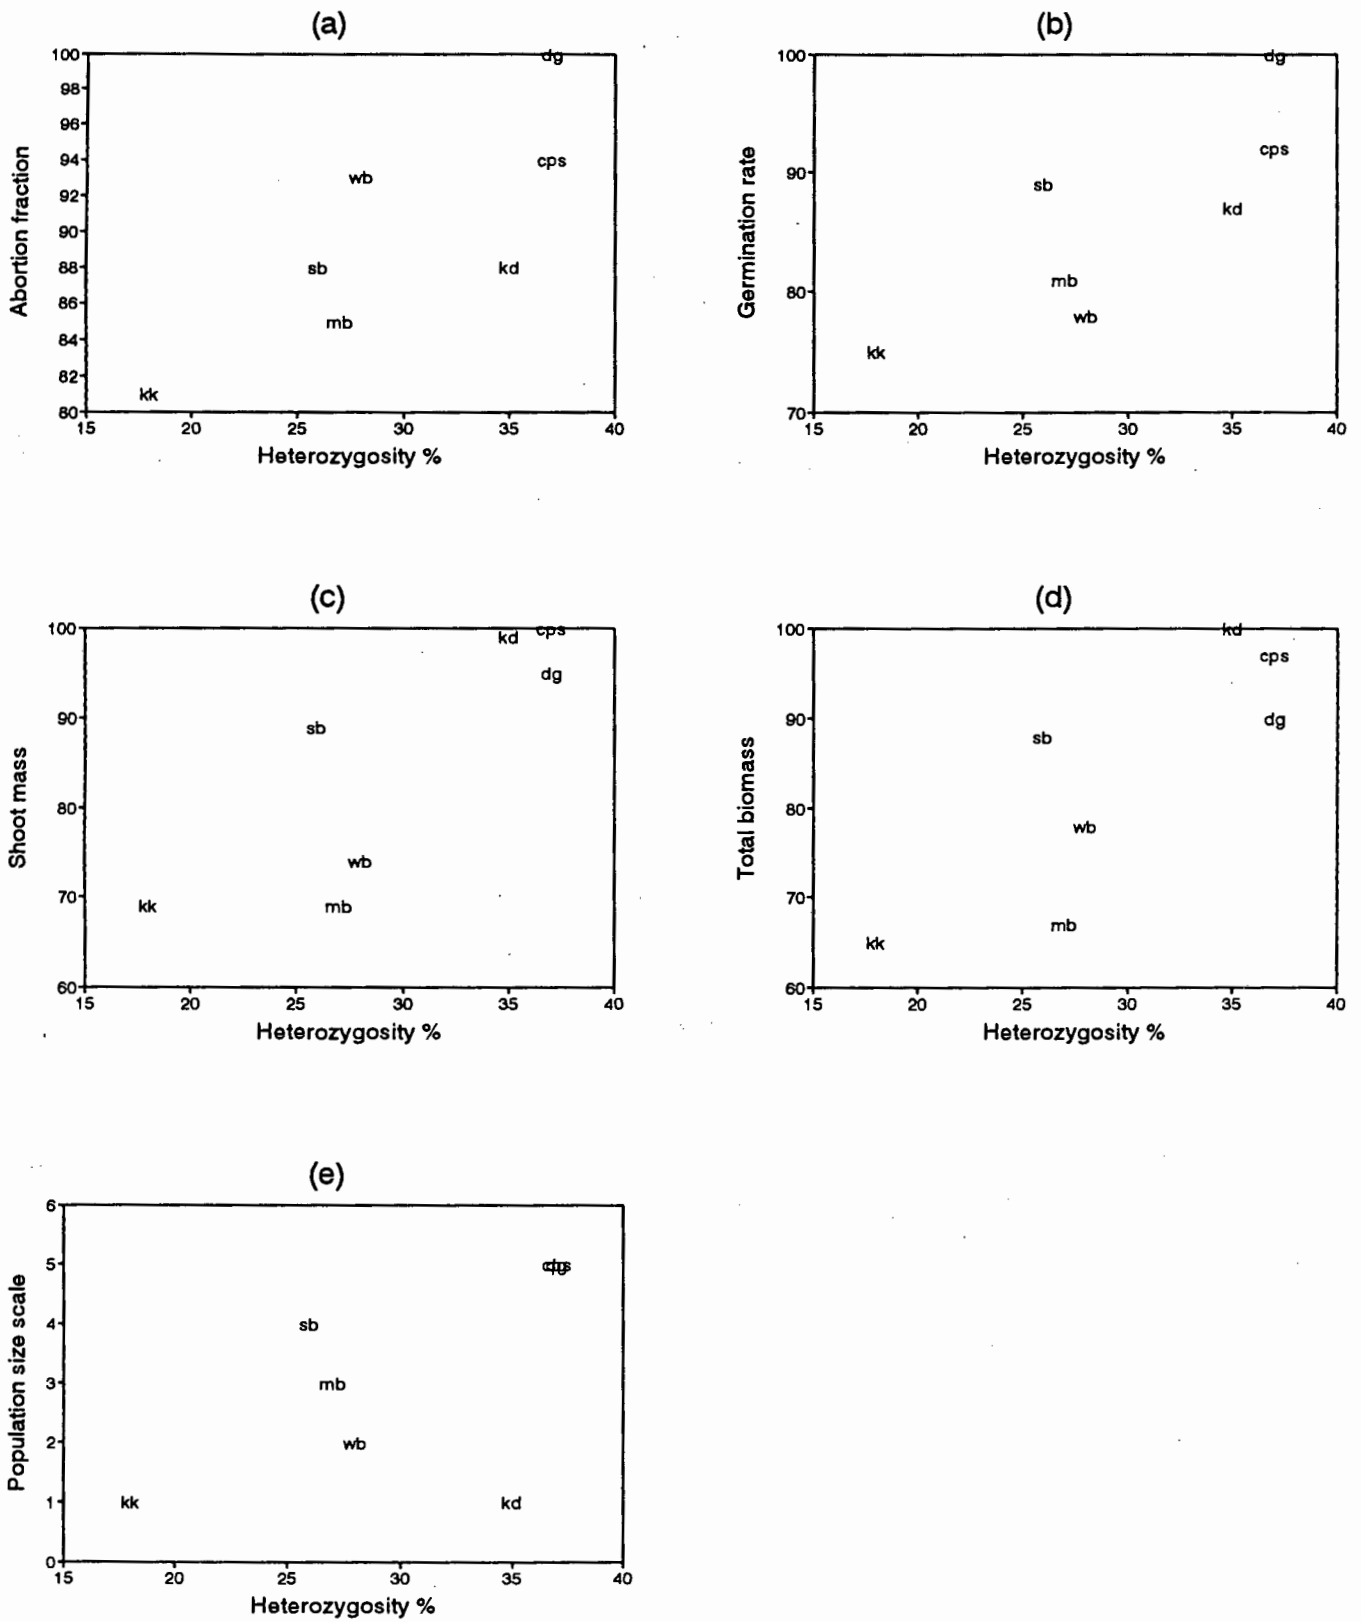 (a)
100
98
96
94
92
90
88
86
84
82
80
15 20 25 30 35 40
Abortion fraction
Heterozygosity %
dg
cps
wb
sb
kd
mb
kk
(b)
100
90
80
70
15 20 25 30 35 40
Germination rate
Heterozygosity %
dg
cps
sb
kd
mb
wb
kk
(c)
100
90
80
70
60
15 20 25 30 35 40
Shoot mass
Heterozygosity %
cps
kd
dg
sb
wb
kk
mb
(d)
100
90
80
70
60
15 20 25 30 35 40
Total biomass
Heterozygosity %
kd
cps
dg
sb
wb
mb
kk
(e)
6
5
4
3
2
1
0
15 20 25 30 35 40
Population size scale
Heterozygosity %
sb
mb
wb
kk
kd